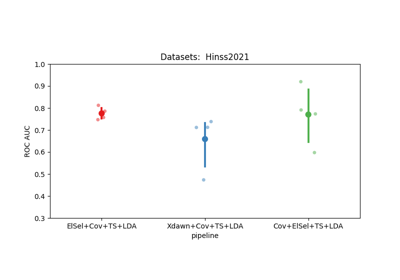 Datasets:  Hinss2021
1.0
0.9
0.8
0.7
0.6
0.5
0.4
0.3
ROC AUC
ElSel+Cov+TS+LDA
Xdawn+Cov+TS+LDA
Cov+ElSel+TS+LDA
pipeline